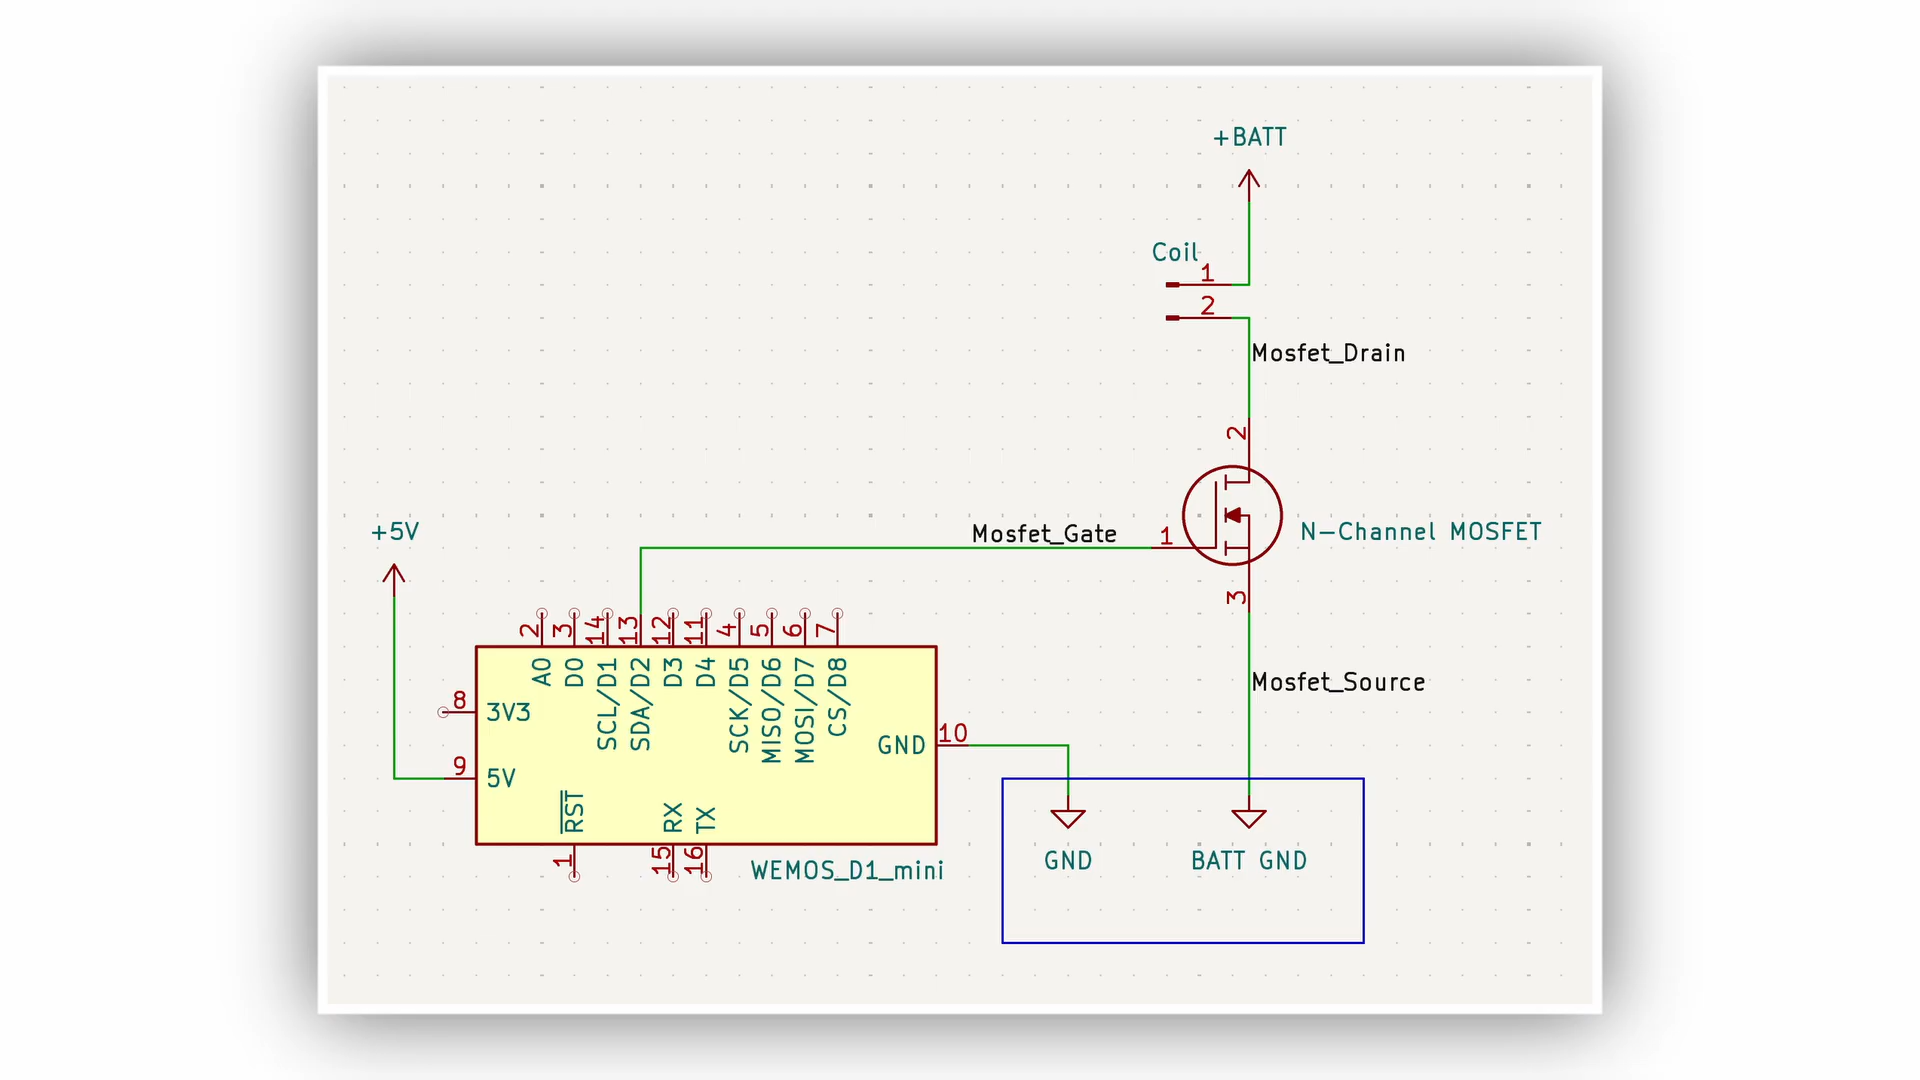 +BATT
Coil
1
2
Mosfet_Drain
2
+5V
Mosfet_Gate
1
N-Channel MOSFET
3
2
3
14
13
12
11
4
5
6
7
A0
D0
SCL/D1
SDA/D2
D3
D4
SCK/D5
MISO/D6
MOSI/D7
CS/D8
Mosfet_Source
8
3V3
10
GND
9
5V
RST
RX
TX
1
15
16
WEMOS_D1_mini
GND
BATT GND